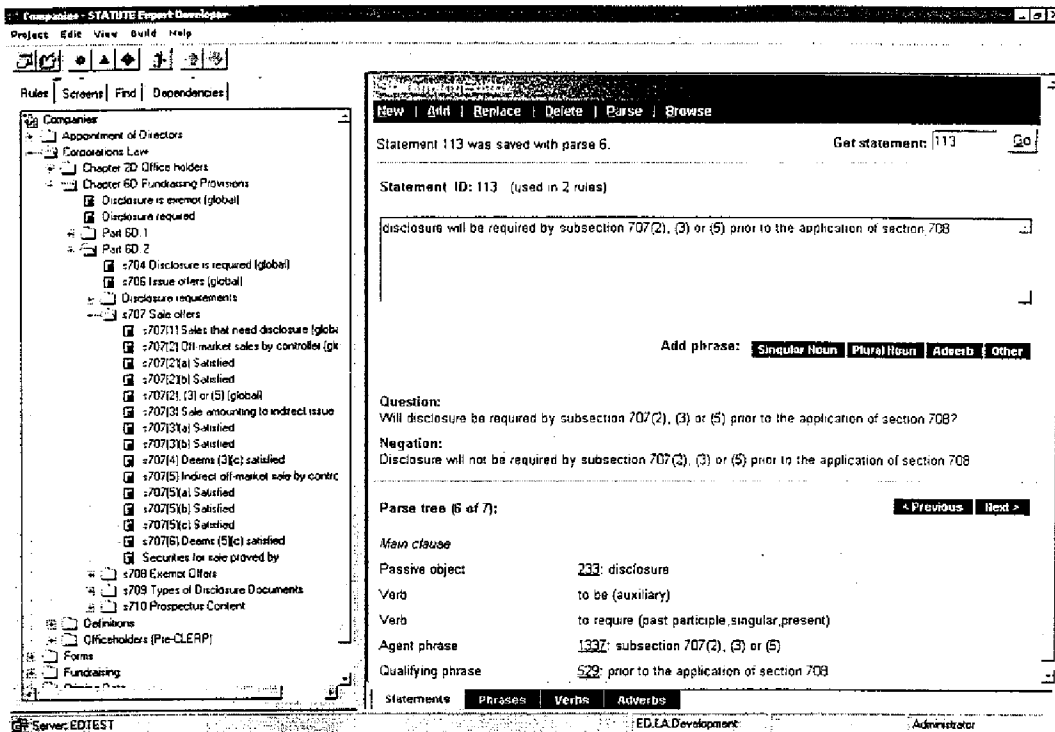 Companies - STATUTE Expert Developer
Project Edit View Build Help
Rules Screens Find Dependencies
Companies
Appointment of Directors
Corporations Law
Chapter 2D Office holders
Chapter 6D Fundraising Provisions
Disclosure is exempt (global)
Disclosure required
Part 6D.1
Part 6D.2
s704 Disclosure is required (global)
s706 Issue offers (global)
Disclosure requirements
s707 Sale offers
s707(1) Sales that need disclosure (globa
s707(2) Off-market sales by controller (gl
s707(2)(a) Satisfied
s707(2)(b) Satisfied
s707(2), (3) or (5) (global)
s707(3) Sale amounting to indirect issue
s707(3)(a) Satisfied
s707(3)(b) Satisfied
s707(4) Deems (3)(c) satisfied
s707(5) Indirect off-market sale by contrc
s707(5)(a) Satisfied
s707(5)(b) Satisfied
s707(5)(c) Satisfied
s707(6) Deems (5)(c) satisfied
Securities for sale proved by
s708 Exempt Offers
s709 Types of Disclosure Documents
s710 Prospectus Content
Definitions
Officeholders (Pre-CLERP)
Forms
Fundraising
New | Add | Replace | Delete | Parse | Browse
Statement 113 was saved with parse 6.
Get statement: 113 Go
Statement ID: 113 (used in 2 rules)
disclosure will be required by subsection 707(2), (3) or (5) prior to the application of section 708
Add phrase: Singular Noun Plural Noun Adverb Other
Question:
Will disclosure be required by subsection 707(2), (3) or (5) prior to the application of section 708?
Negation:
Disclosure will not be required by subsection 707(2), (3) or (5) prior to the application of section 708
Parse tree (6 of 7):
< Previous Next >
Main clause
Passive object 233: disclosure
Verb to be (auxiliary)
Verb to require (past participle,singular,present)
Agent phrase 1337: subsection 707(2), (3) or (5)
Qualifying phrase 529: prior to the application of section 708
Statements Phrases Verbs Adverbs
Server: EDTEST
ED.EA.Development
Administrator